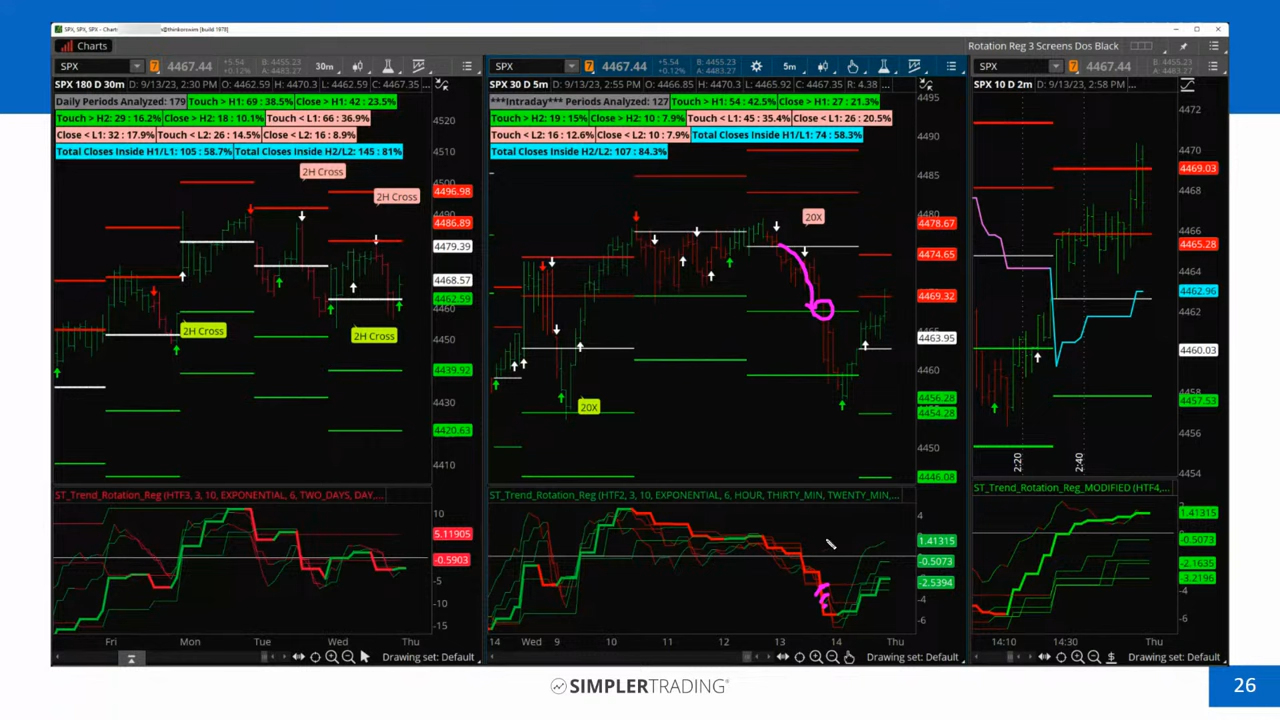 SPX, SPX, SPX - Charts @thinkorswim [build 1978]
Charts
Rotation Reg 3 Screens Dos Black
SPX 7 4467.44 +5.54 +0.12% B: 4455.23 A: 4483.27 30m
SPX 7 4467.44 +5.54 +0.12% B: 4455.23 A: 4483.27 5m
SPX 7 4467.44 +5.54 +0.12% B: 4455.23 A: 4483.27
SPX 180 D 30m D: 9/13/23, 2:30 PM O: 4462.59 H: 4470.3 L: 4462.59 C: 4467.35
Daily Periods Analyzed: 179 Touch > H1: 69 : 38.5% Close > H1: 42 : 23.5%
Touch > H2: 29 : 16.2% Close > H2: 18 : 10.1% Touch < L1: 66 : 36.9%
Close < L1: 32 : 17.9% Touch < L2: 26 : 14.5% Close < L2: 16 : 8.9%
Total Closes Inside H1/L1: 105 : 58.7% Total Closes Inside H2/L2: 145 : 81%
2H Cross
2H Cross
2H Cross
2H Cross
4520
4510
4500
4496.98
4490
4486.89
4479.39
4468.57
4462.59
4460
4450
4439.92
4430
4420.63
4410
ST_Trend_Rotation_Reg (HTF3, 3, 10, EXPONENTIAL, 6, TWO_DAYS, DAY,...
10
5.11905
-0.5903
-5
-10
-15
Fri Mon Tue Wed Thu
Drawing set: Default
SPX 30 D 5m D: 9/13/23, 2:55 PM O: 4466.85 H: 4470.3 L: 4465.92 C: 4467.35 R: 4.38
***Intraday*** Periods Analyzed: 127 Touch > H1: 54 : 42.5% Close > H1: 27 : 21.3%
Touch > H2: 19 : 15% Close > H2: 10 : 7.9% Touch < L1: 45 : 35.4% Close < L1: 26 : 20.5%
Touch < L2: 16 : 12.6% Close < L2: 10 : 7.9% Total Closes Inside H1/L1: 74 : 58.3%
Total Closes Inside H2/L2: 107 : 84.3%
20X
20X
4495
4490
4485
4480
4478.67
4474.65
4469.32
4465
4463.95
4460
4456.28
4454.28
4450
4446.08
ST_Trend_Rotation_Reg (HTF2, 3, 10, EXPONENTIAL, 6, HOUR, THIRTY_MIN, TWENTY_MIN,...
4
1.41315
-0.5073
-2.5394
-4
-6
14 Wed 9 10 11 12 13 14 Thu
Drawing set: Default
SPX 10 D 2m D: 9/13/23, 2:58 PM
4472
4470
4469.03
4468
4466
4465.28
4464
4462.96
4460.03
4458
4457.53
4456
4454
2:20
2:40
ST_Trend_Rotation_Reg_MODIFIED (HTF4,...
1.41315
-0.5073
-2.1635
-3.2196
-6
14:10 14:30 Thu
Drawing set: Default
SIMPLERTRADING®
26